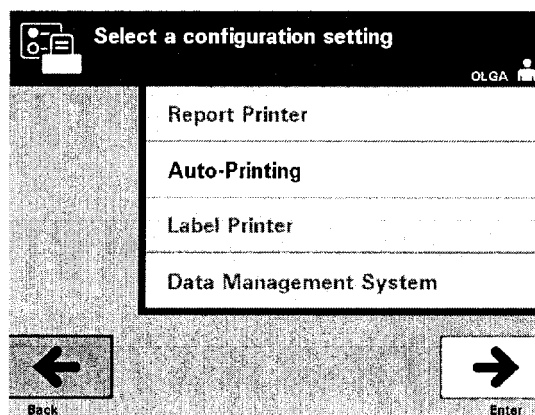 Select a configuration setting
OLGA
Report Printer
Auto-Printing
Label Printer
Data Management System
Back
Enter